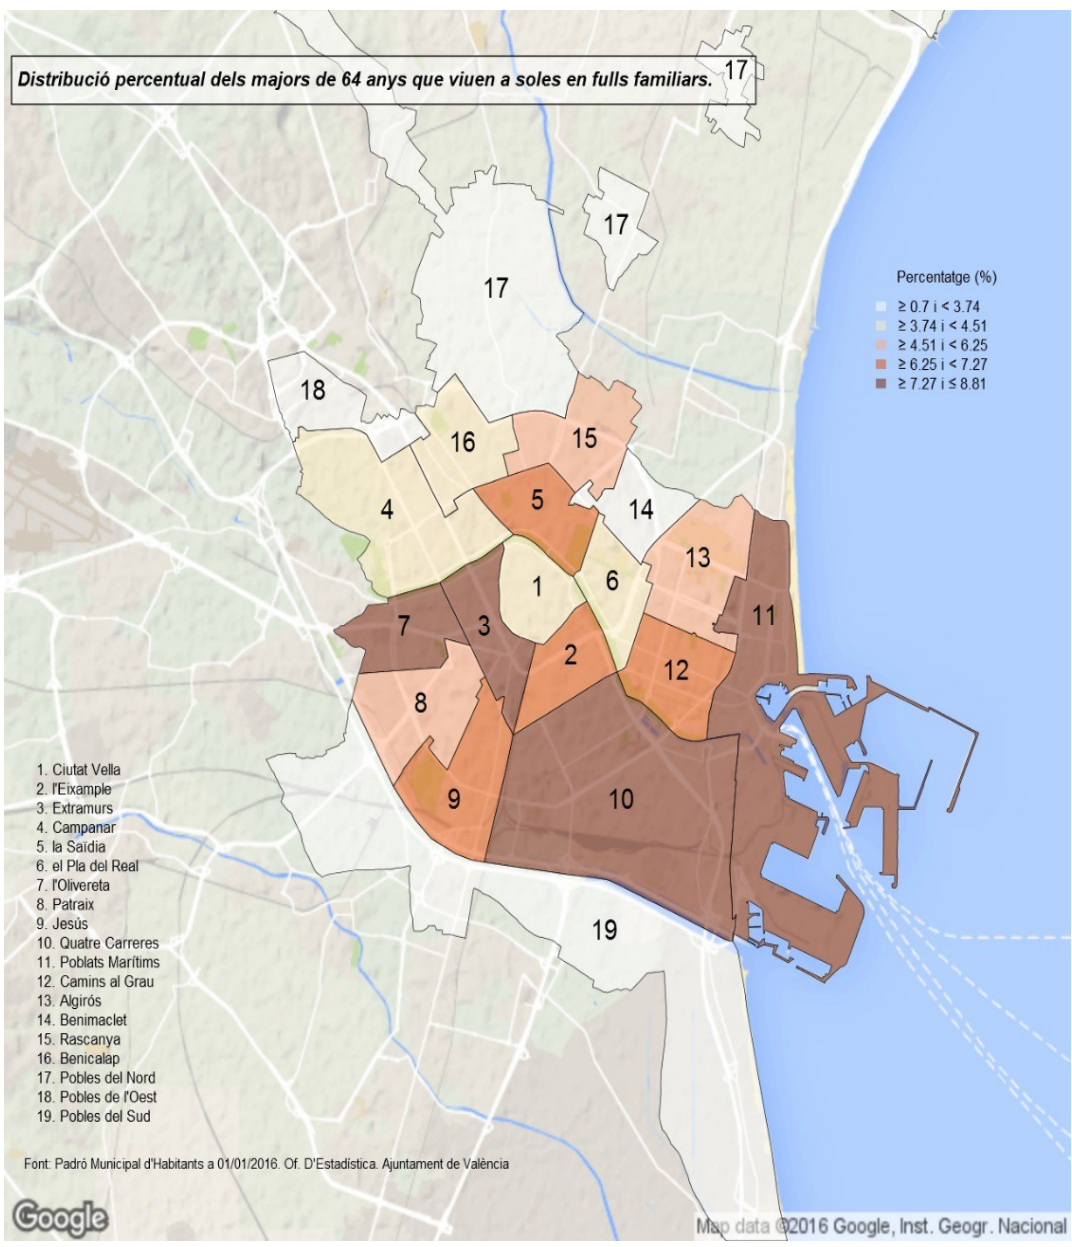 Distribució percentual dels majors de 64 anys que viuen a soles en fulls familiars.
17
17
17
18
16
15
4
5
14
13
1
6
11
7
3
2
12
8
9
10
19
Percentatge (%)
≥ 0.7 i < 3.74
≥ 3.74 i < 4.51
≥ 4.51 i < 6.25
≥ 6.25 i < 7.27
≥ 7.27 i ≤ 8.81
1. Ciutat Vella
2. l'Eixample
3. Extramurs
4. Campanar
5. la Saïdia
6. el Pla del Real
7. l'Olivereta
8. Patraix
9. Jesús
10. Quatre Carreres
11. Poblats Marítims
12. Camins al Grau
13. Algirós
14. Benimaclet
15. Rascanya
16. Benicalap
17. Pobles del Nord
18. Pobles de l'Oest
19. Pobles del Sud
Font: Padró Municipal d'Habitants a 01/01/2016. Of. D'Estadística. Ajuntament de València
Google
Map data ©2016 Google, Inst. Geogr. Nacional